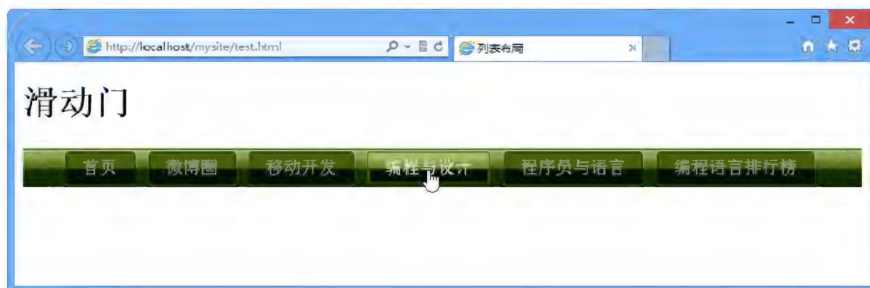 http://localhost/mysite/test.html 列表布局
滑动门
首页 微博圈 移动开发 编程与设计 程序员与语言 编程语言排行榜